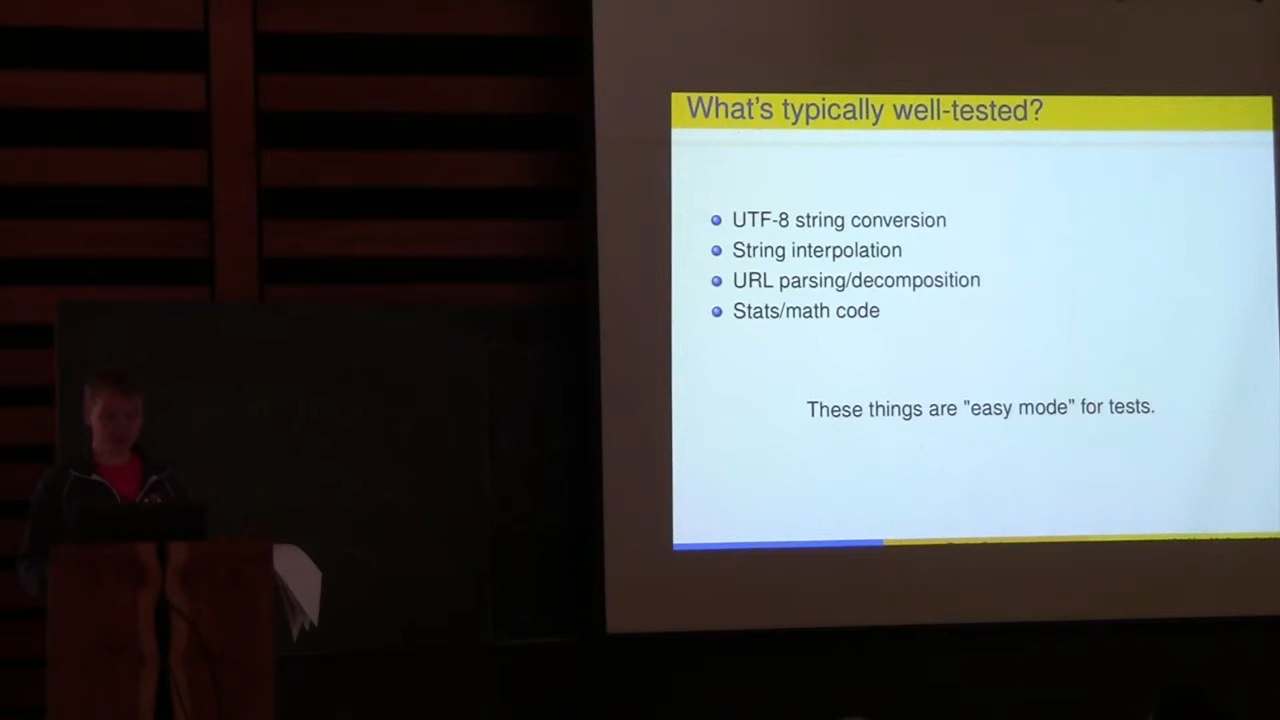 What's typically well-tested?
UTF-8 string conversion
String interpolation
URL parsing/decomposition
Stats/math code
These things are "easy mode" for tests.